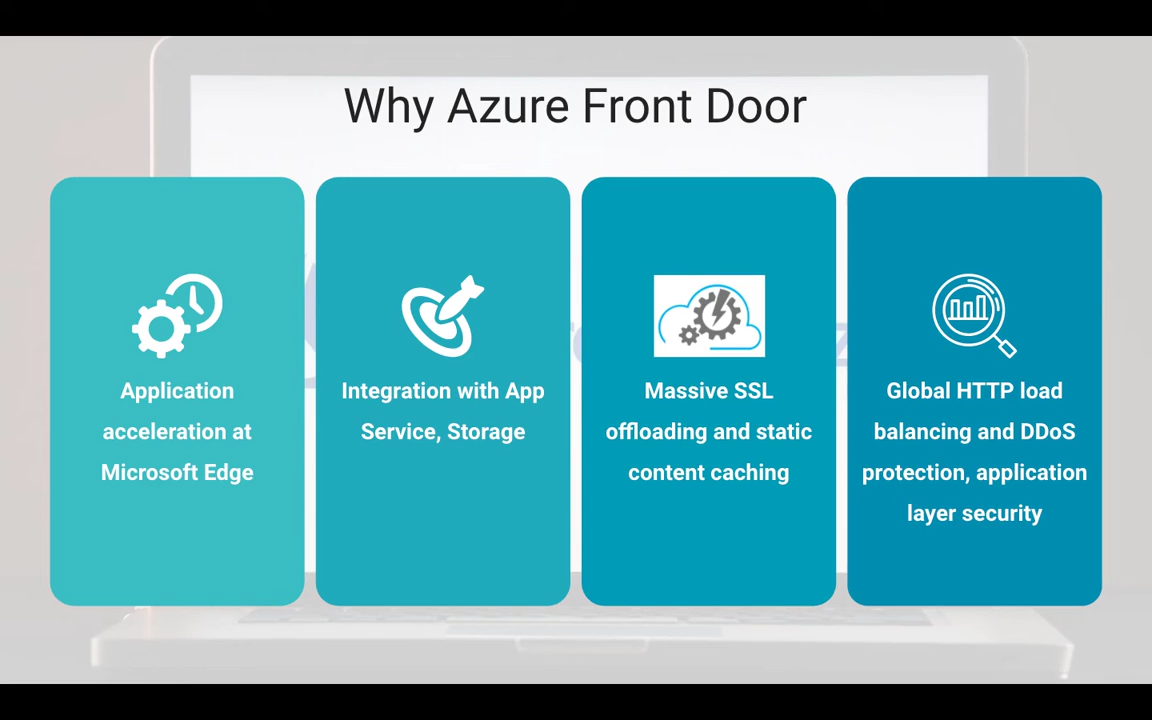 Why Azure Front Door
Application
acceleration at
Microsoft Edge
Integration with App
Service, Storage
Massive SSL
offloading and static
content caching
Global HTTP load
balancing and DDoS
protection, application
layer security